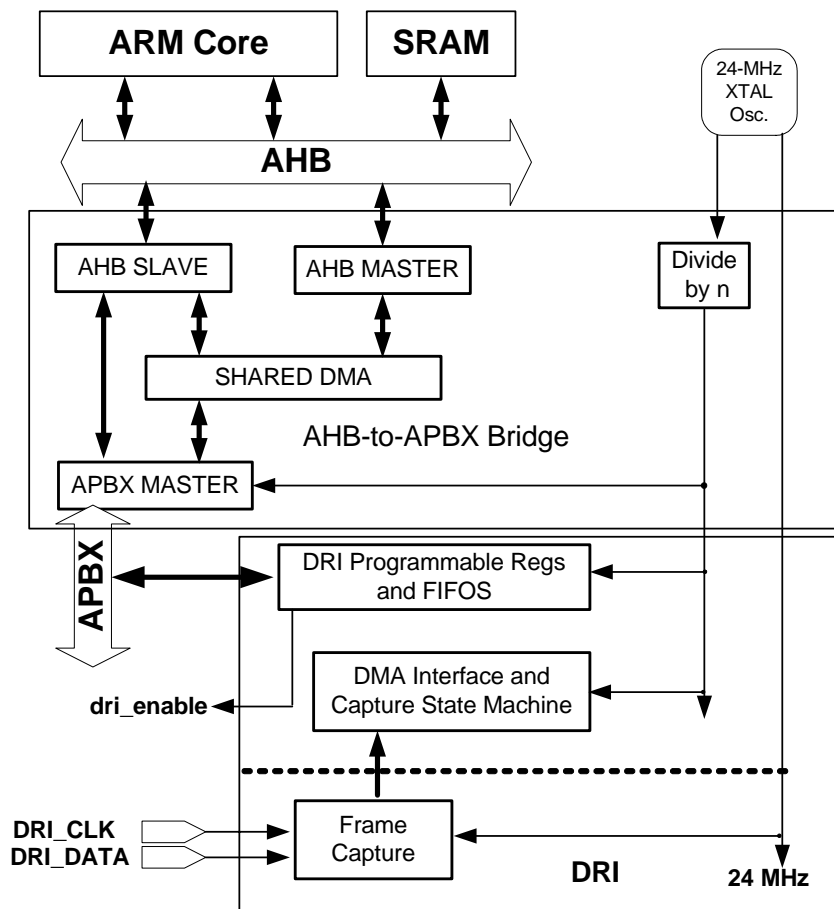 ARM Core
SRAM
24-MHz
XTAL
Osc.
AHB
AHB SLAVE
AHB MASTER
Divide
by n
SHARED DMA
AHB-to-APBX Bridge
APBX MASTER
APBX
DRI Programmable Regs
and FIFOS
DMA Interface and
Capture State Machine
dri_enable
DRI_CLK
DRI_DATA
Frame
Capture
DRI
24 MHz